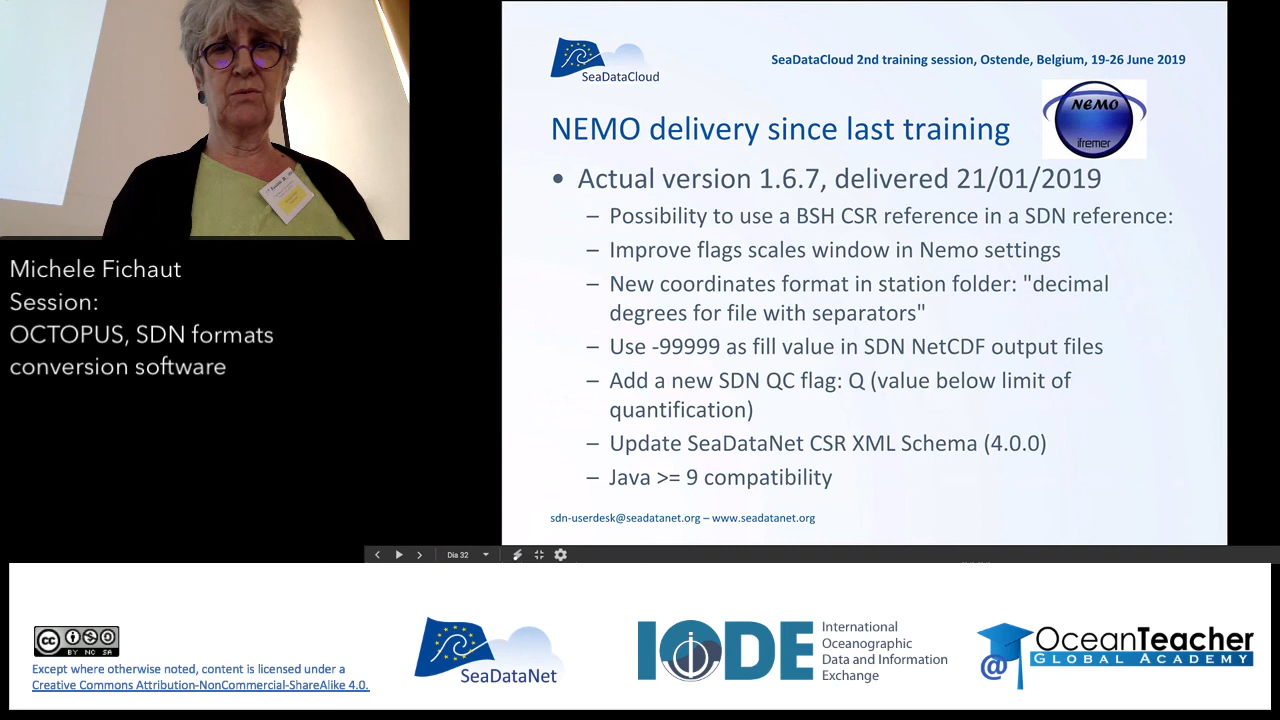 SeaDataCloud
SeaDataCloud 2nd training session, Ostende, Belgium, 19-26 June 2019
NEMO delivery since last training
NEMO
ifremer
• Actual version 1.6.7, delivered 21/01/2019
– Possibility to use a BSH CSR reference in a SDN reference:
– Improve flags scales window in Nemo settings
– New coordinates format in station folder: "decimal
degrees for file with separators"
– Use -99999 as fill value in SDN NetCDF output files
– Add a new SDN QC flag: Q (value below limit of
quantification)
– Update SeaDataNet CSR XML Schema (4.0.0)
– Java >= 9 compatibility
sdn-userdesk@seadatanet.org – www.seadatanet.org
Dia 32
Michele Fichaut
Session:
OCTOPUS, SDN formats
conversion software
cc
BY NC SA
Except where otherwise noted, content is licensed under a
Creative Commons Attribution-NonCommercial-ShareAlike 4.0.
SeaDataNet
IODE
International
Oceanographic
Data and Information
Exchange
@
OceanTeacher
GLOBAL ACADEMY